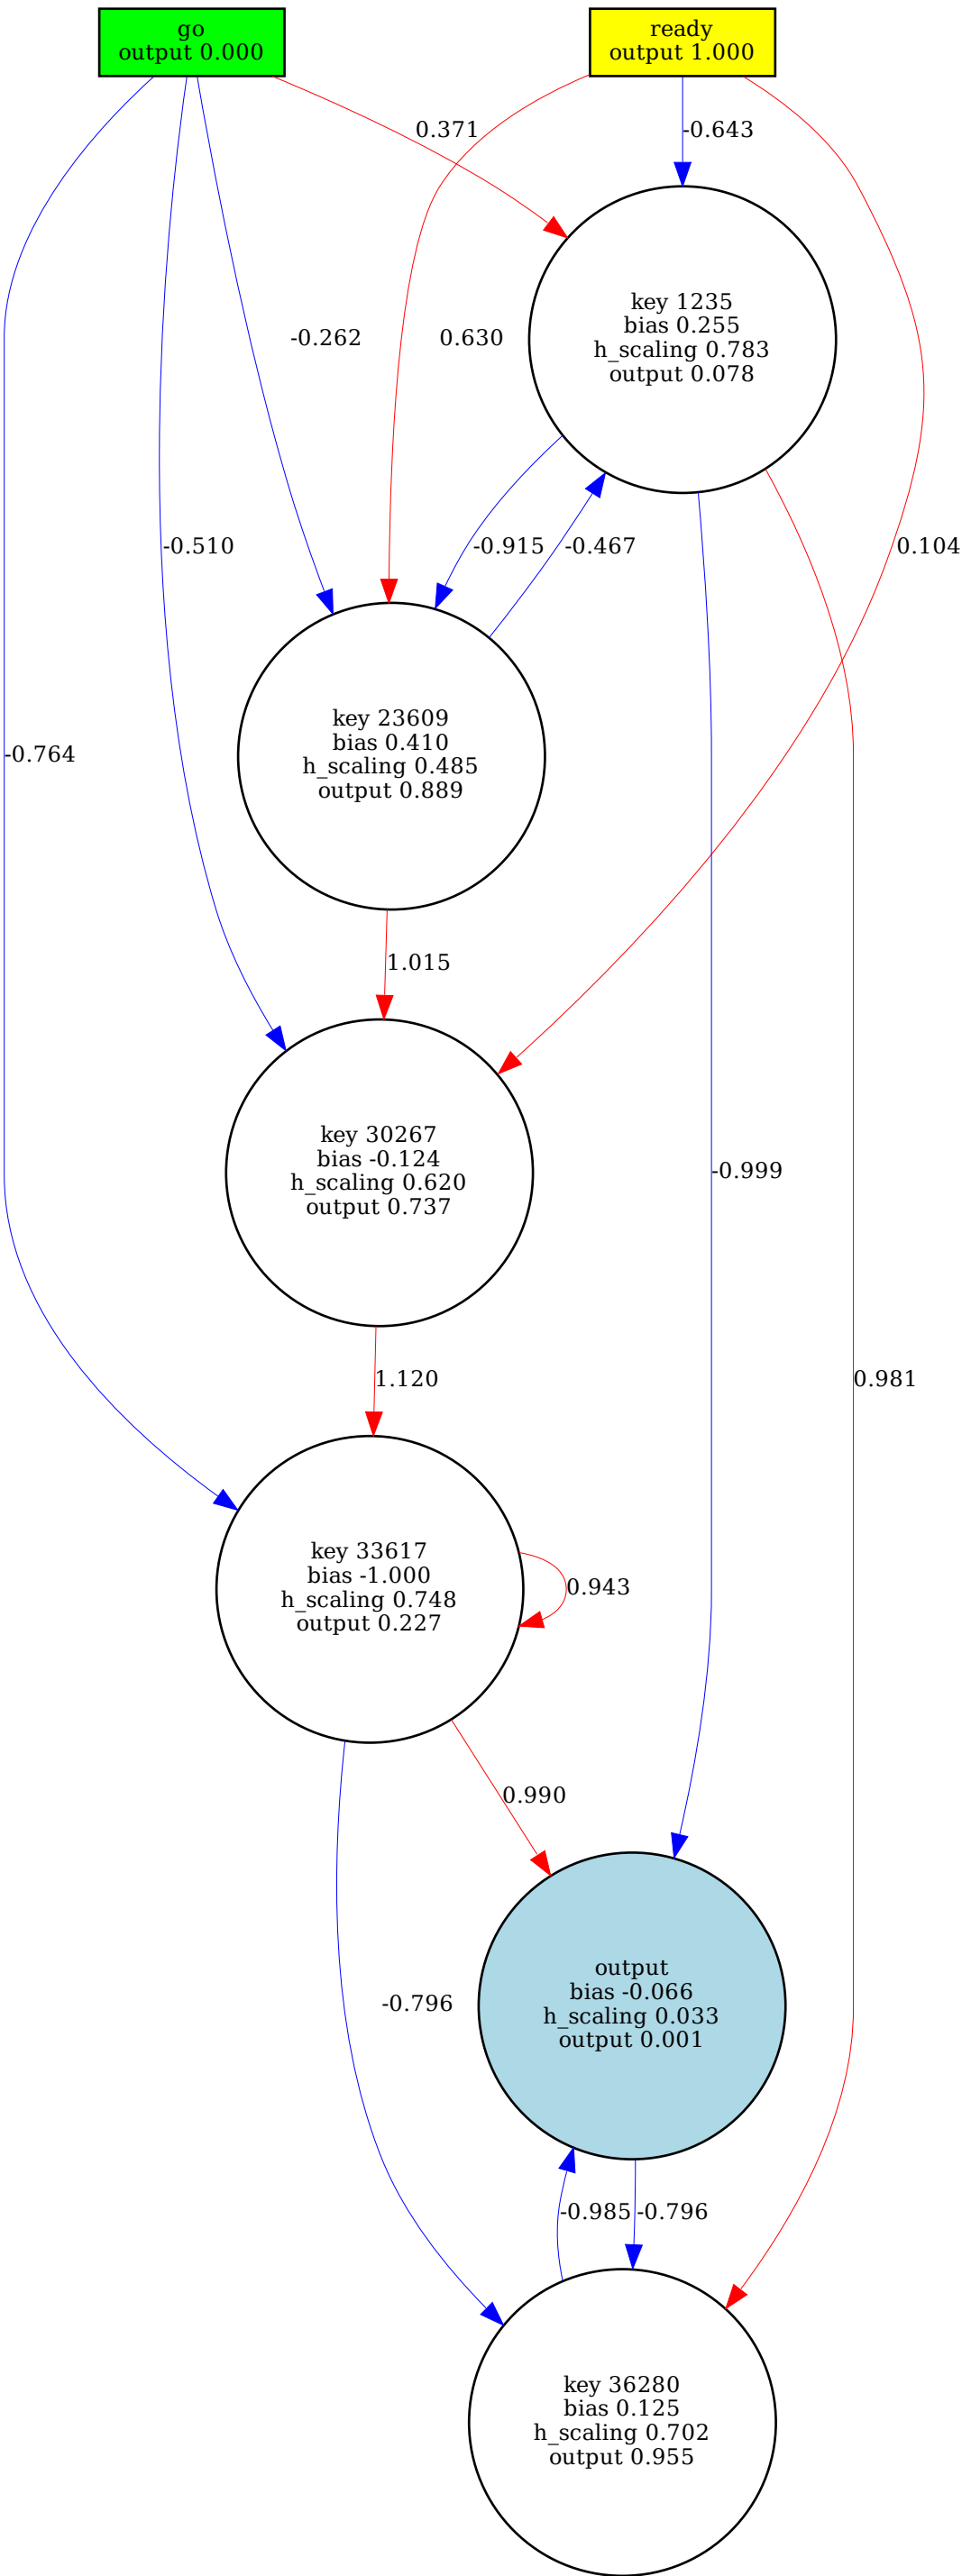 go
output 0.000
ready
output 1.000
0.371
-0.643
key 1235
bias 0.255
h_scaling 0.783
output 0.078
-0.262
0.630
-0.510
-0.915
-0.467
0.104
key 23609
bias 0.410
h_scaling 0.485
output 0.889
-0.764
1.015
key 30267
bias -0.124
h_scaling 0.620
output 0.737
-0.999
1.120
0.981
key 33617
bias -1.000
h_scaling 0.748
output 0.227
0.943
0.990
output
bias -0.066
h_scaling 0.033
output 0.001
-0.796
-0.985
-0.796
key 36280
bias 0.125
h_scaling 0.702
output 0.955